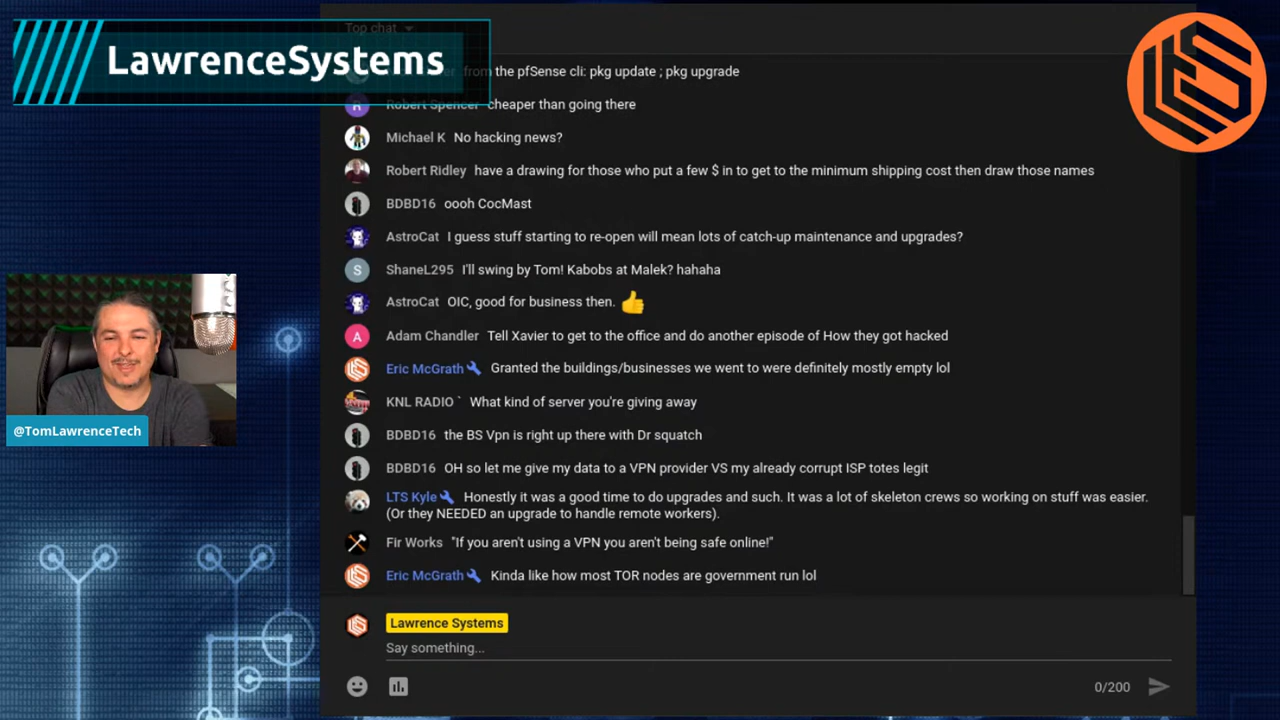 Top chat
LawrenceSystems
from the pfSense cli: pkg update ; pkg upgrade
R Robert Spencer cheaper than going there
Michael K No hacking news?
Robert Ridley have a drawing for those who put a few $ in to get to the minimum shipping cost then draw those names
BDBD16 oooh CocMast
AstroCat I guess stuff starting to re-open will mean lots of catch-up maintenance and upgrades?
S ShaneL295 I'll swing by Tom! Kabobs at Malek? hahaha
AstroCat OIC, good for business then. 👍
A Adam Chandler Tell Xavier to get to the office and do another episode of How they got hacked
Eric McGrath Granted the buildings/businesses we went to were definitely mostly empty lol
KNL RADIO ` What kind of server you're giving away
@TomLawrenceTech
BDBD16 the BS Vpn is right up there with Dr squatch
BDBD16 OH so let me give my data to a VPN provider VS my already corrupt ISP totes legit
LTS Kyle Honestly it was a good time to do upgrades and such. It was a lot of skeleton crews so working on stuff was easier.
(Or they NEEDED an upgrade to handle remote workers).
Fir Works "If you aren't using a VPN you aren't being safe online!"
Eric McGrath Kinda like how most TOR nodes are government run lol
Lawrence Systems
Say something...
0/200